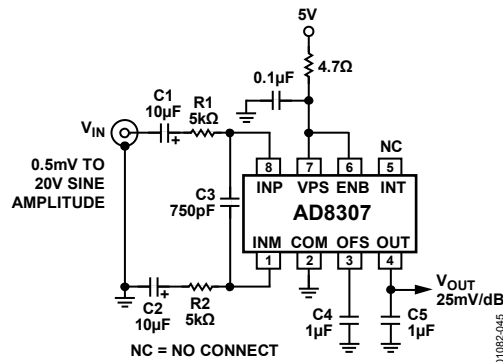 5V
4.7Ω
0.1µF
C1
10µF
R1
5kΩ
VIN
0.5mV TO
20V SINE
AMPLITUDE
C3
750pF
NC
8
7
6
5
INP
VPS
ENB
INT
AD8307
INM
COM
OFS
OUT
1
2
3
4
C2
10µF
R2
5kΩ
C4
1µF
C5
1µF
VOUT
25mV/dB
NC = NO CONNECT
11082-045
+
+